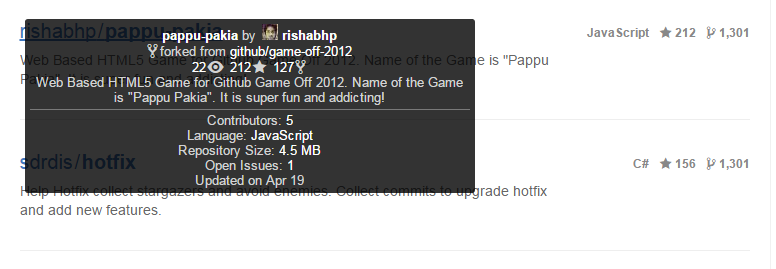 rishabhp/pappu-pakia
JavaScript 212 1,301
pappu-pakia by rishabhp
forked from github/game-off-2012
22 212 127
Web Based HTML5 Game for Github Game Off 2012. Name of the Game
is "Pappu Pakia". It is super fun and addicting!
Contributors: 5
Language: JavaScript
Repository Size: 4.5 MB
Open Issues: 1
Updated on Apr 19
Web Based HTML5 Game for Github Game Off 2012. Name of the Game is "Pappu
sdrdis/hotfix
C# 156 1,301
Help Hotfix collect stargazers and avoid enemies. Collect commits to upgrade hotfix
and add new features.